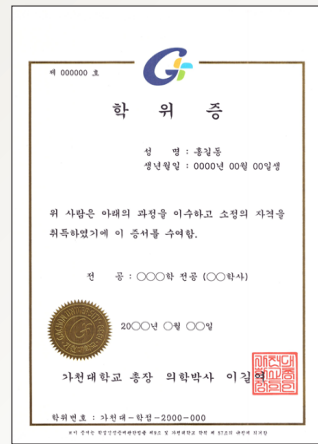 제 000000 호
학 위 증
성 명 : 홍길동
생년월일 : 0000년 00월 00일생
위 사람은 아래의 과정을 이수하고 소정의 자격을
취득하였기에 이 증서를 수여함.
전 공 : ○○○학 전공 (○○학사)
20○○년 ○월 ○○일
가천대학교 총장 의학박사 이길여
학위번호 : 가천대-학점-2000-000